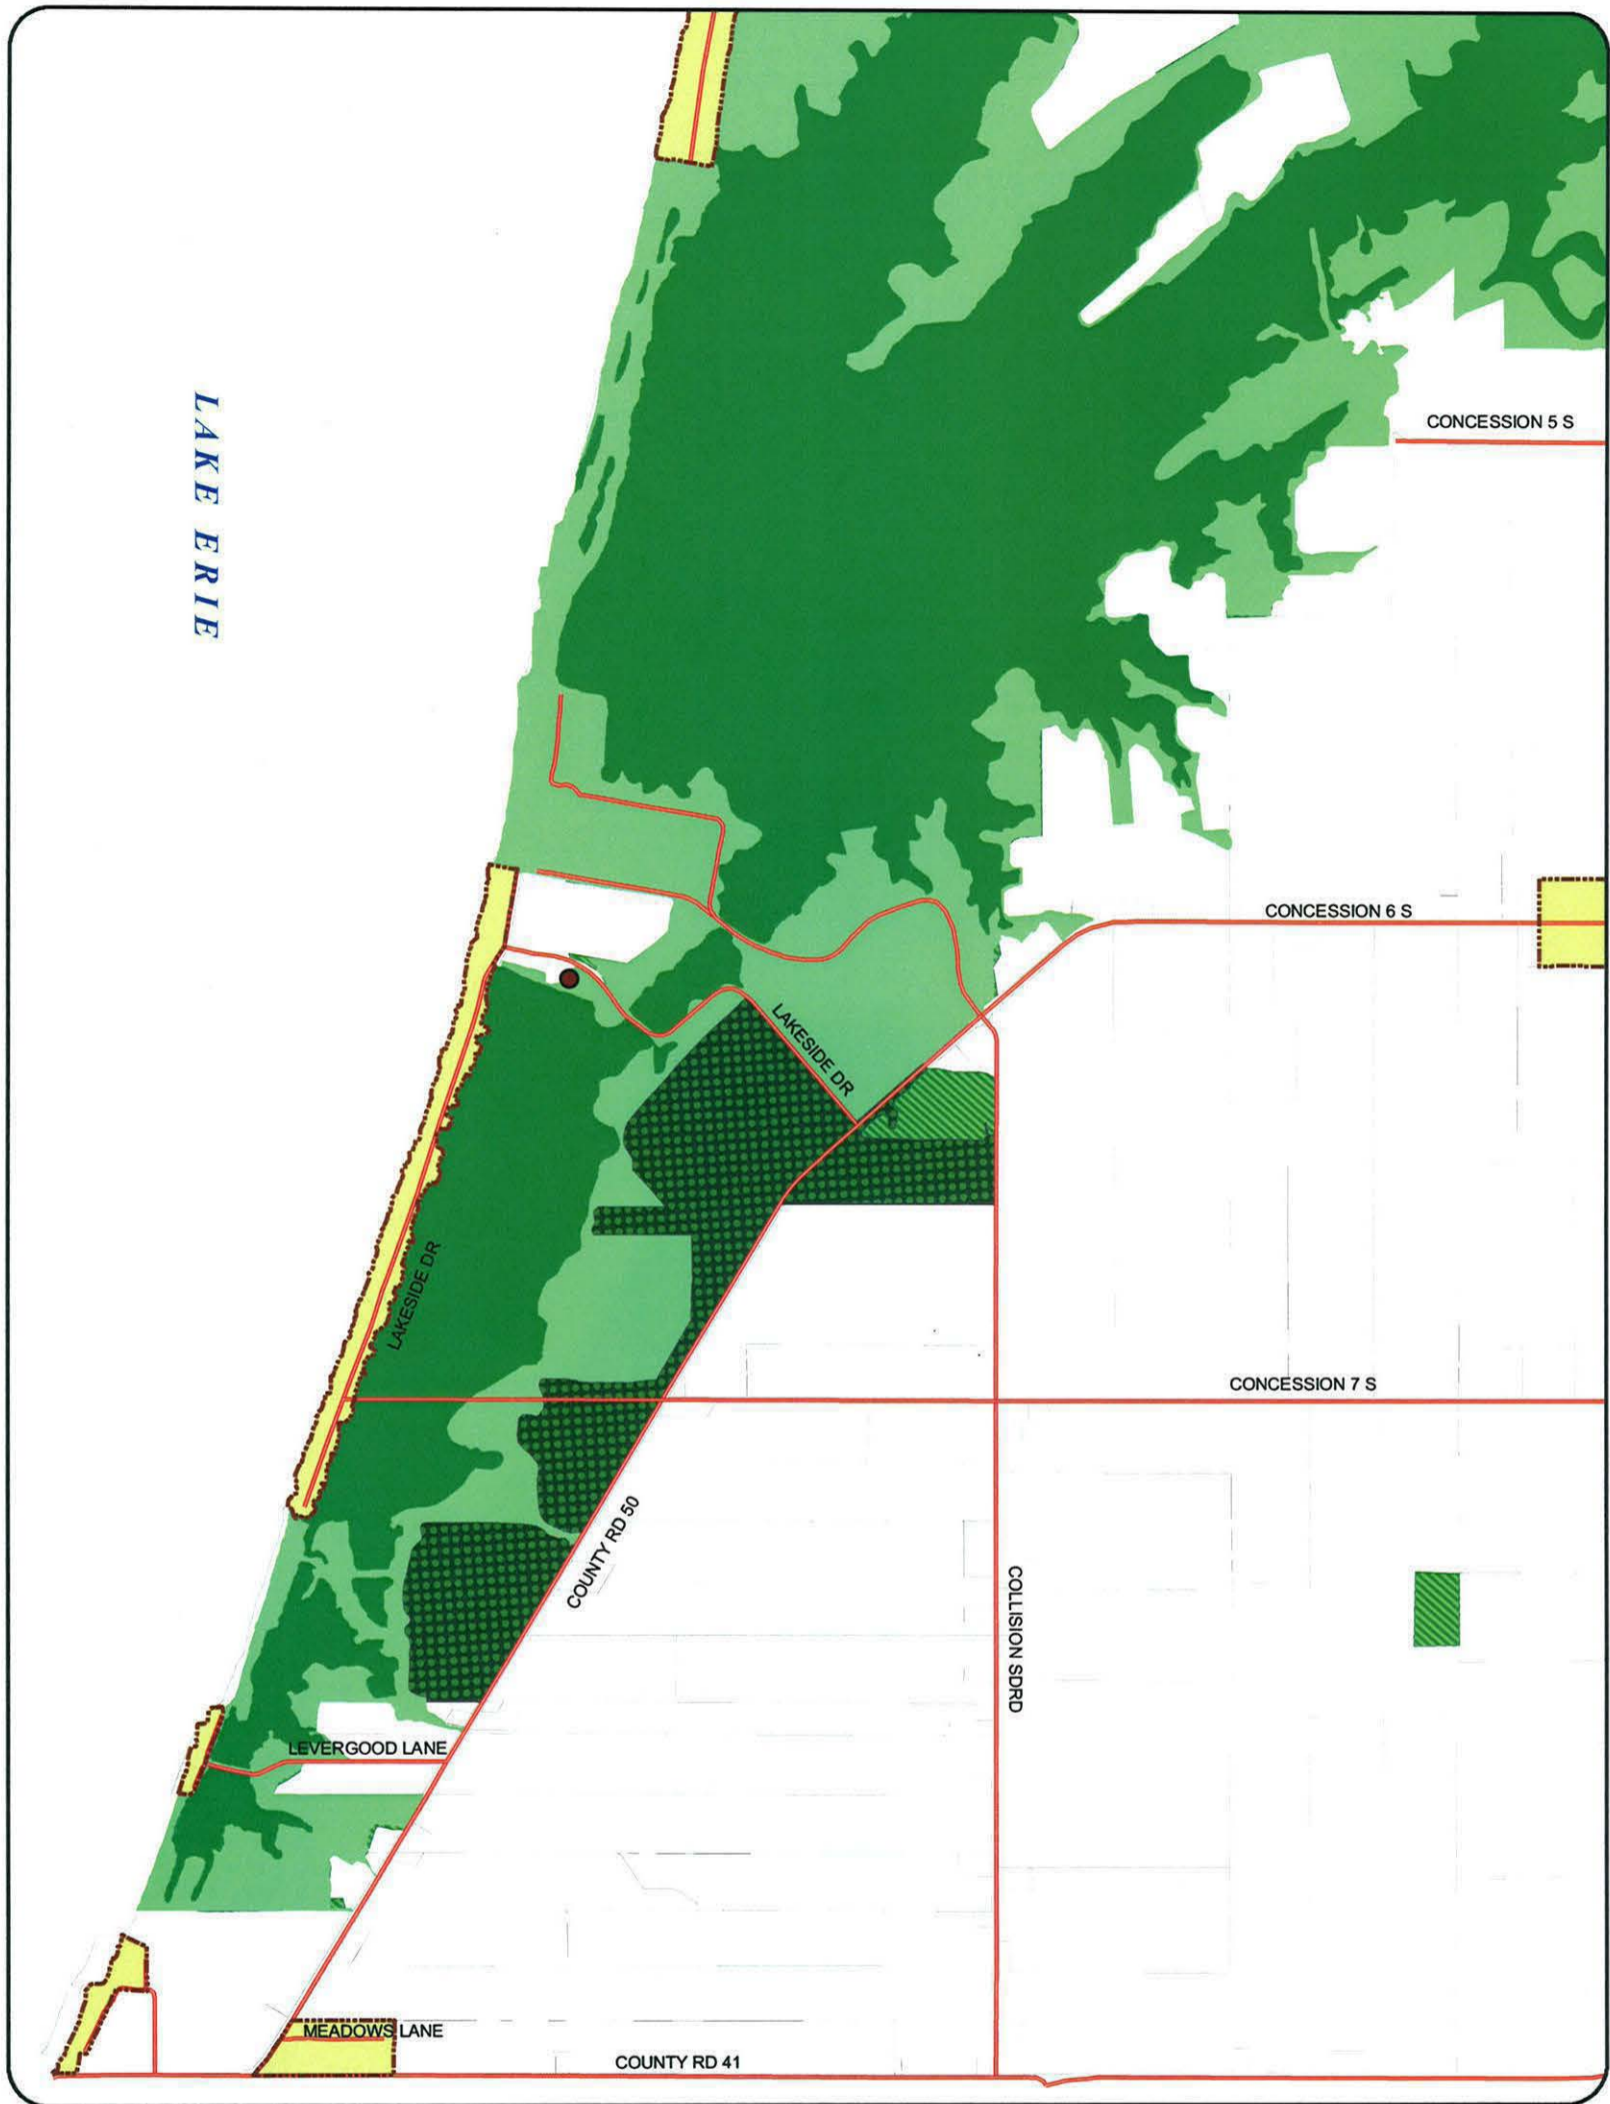 LAKE ERIE
CONCESSION 5 S
CONCESSION 6 S
LAKESIDE DR
LAKESIDE DR
CONCESSION 7 S
COUNTY RD 50
COLLISION SDRD
LEVERGOOD LANE
MEADOWS LANE
COUNTY RD 41